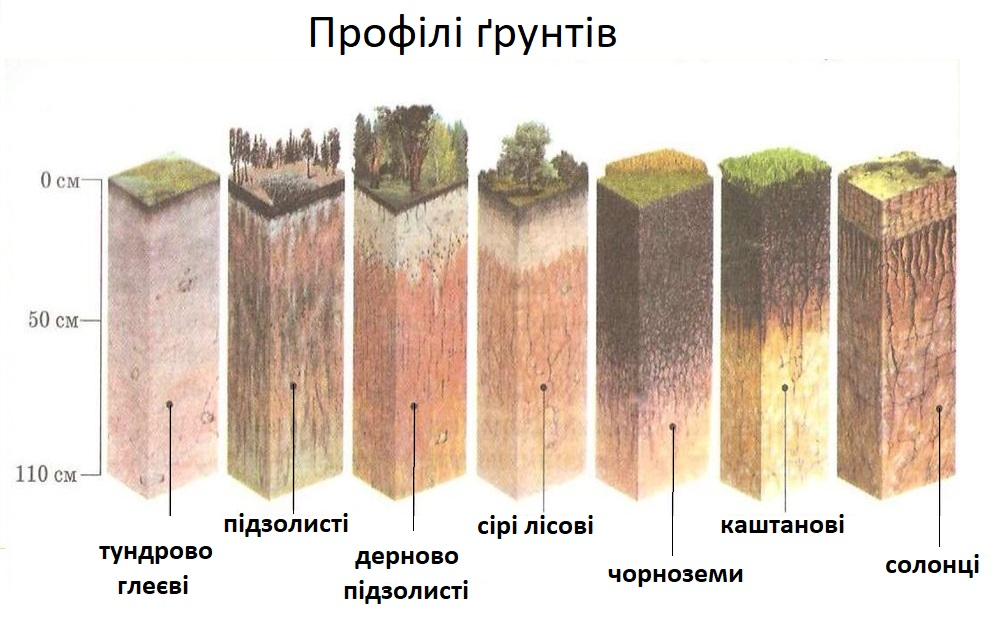 Профілі ґрунтів
0 см
50 см
110 см
тундрово
глеєві
підзолисті
дерново
підзолисті
сірі лісові
чорноземи
каштанові
солонці